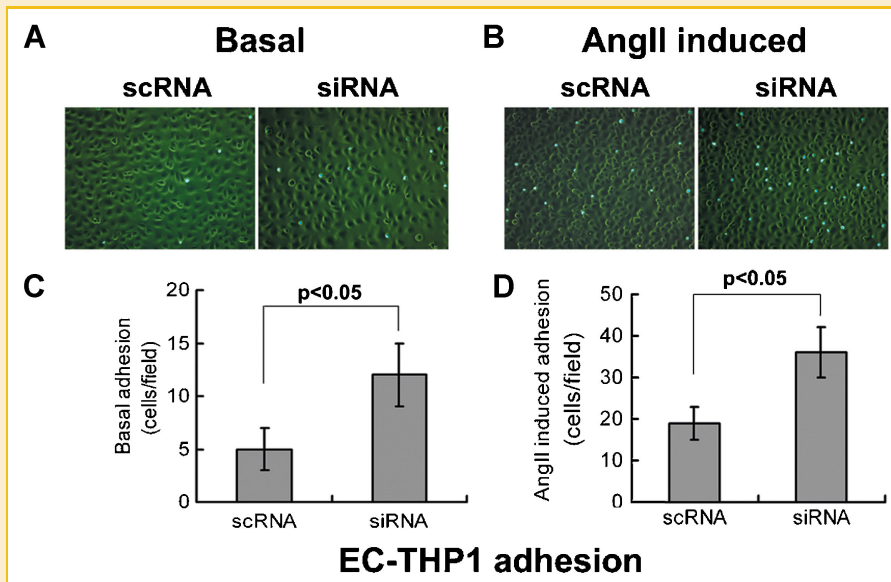 A
Basal
scRNA
siRNA
B
AngII induced
scRNA
siRNA
C
Basal adhesion
(cells/field)
20
15
10
5
0
p<0.05
scRNA
siRNA
D
AngII induced adhesion
(cells/field)
50
40
30
20
10
0
p<0.05
scRNA
siRNA
EC-THP1 adhesion